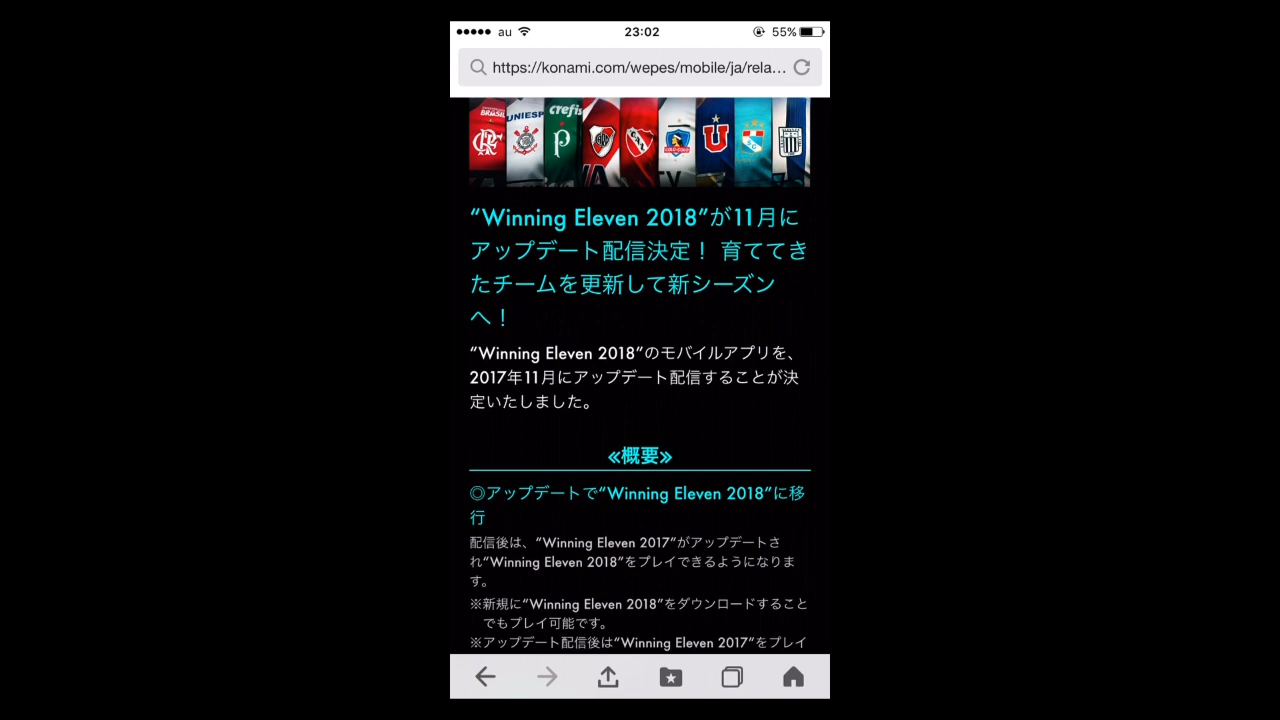 au
23:02
55%
https://konami.com/wepes/mobile/ja/rela…
BRASIL
UNIESP
crefis
“Winning Eleven 2018”が11月に
アップデート配信決定！ 育ててき
たチームを更新して新シーズン
へ！
“Winning Eleven 2018”のモバイルアプリを、
2017年11月にアップデート配信することが決
定いたしました。
≪概要≫
◎アップデートで“Winning Eleven 2018”に移
行
配信後は、“Winning Eleven 2017”がアップデートさ
れ“Winning Eleven 2018”をプレイできるようになりま
す。
※新規に“Winning Eleven 2018”をダウンロードすること
でもプレイ可能です。
※アップデート配信後は“Winning Eleven 2017”をプレイ